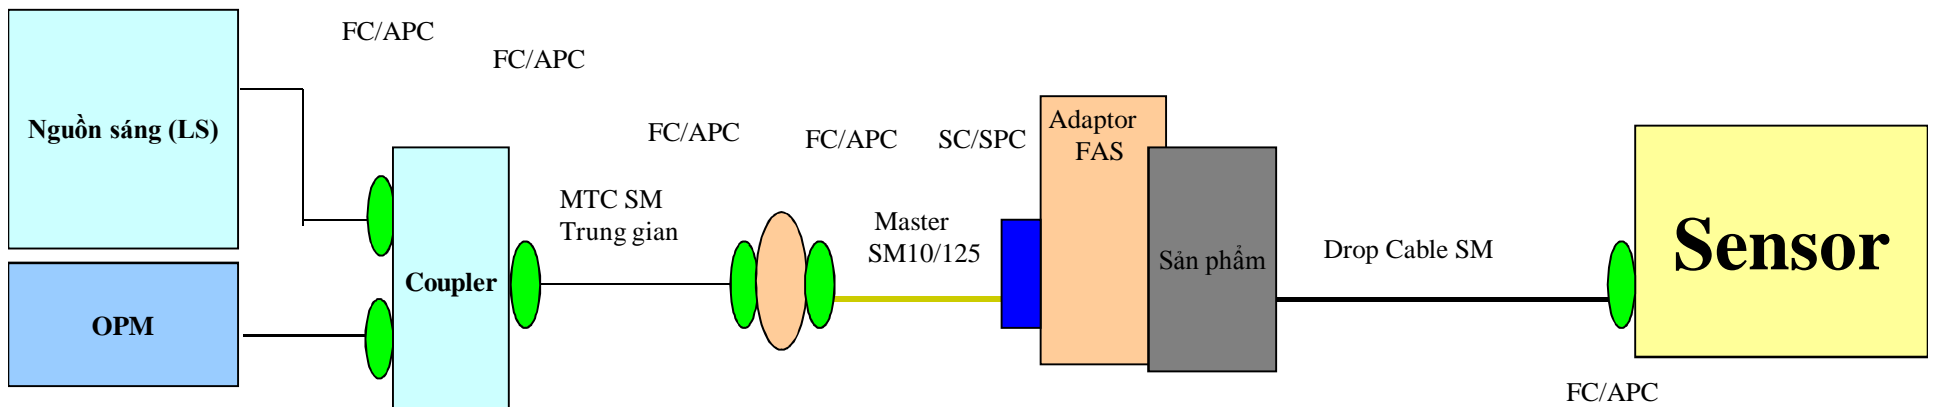 FC/APC
FC/APC
Nguồn sáng (LS)
FC/APC
FC/APC
SC/SPC
Adaptor
FAS
MTC SM
Trung gian
Master
SM10/125
Coupler
Sản phẩm
Drop Cable SM
Sensor
OPM
FC/APC